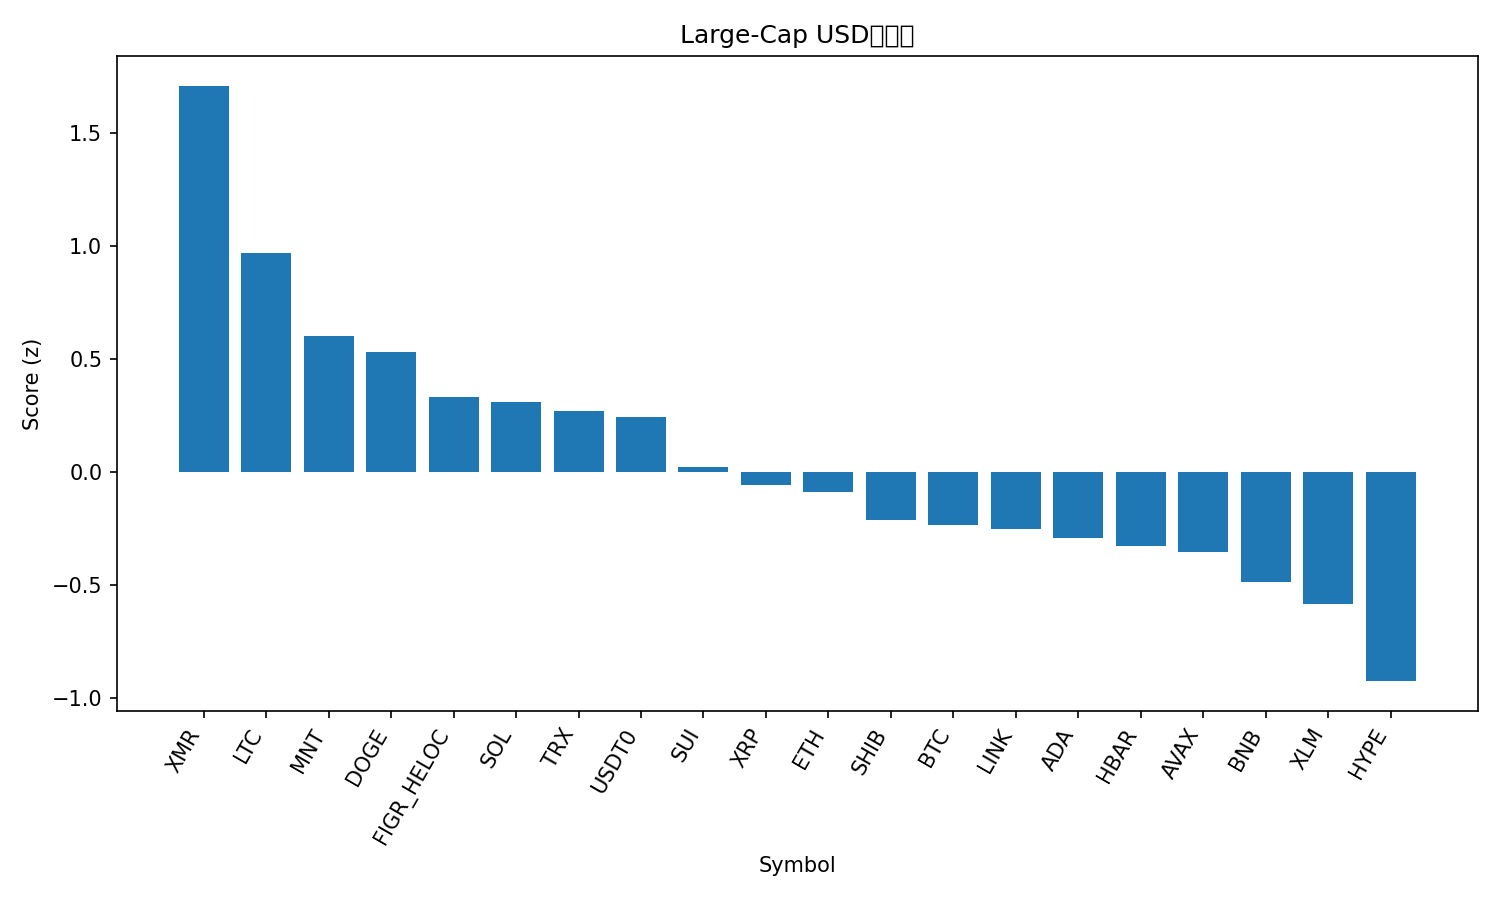 Large-Cap USD
Score (z)
1.5
1.0
0.5
0.0
−0.5
−1.0
XMR
LTC
MNT
DOGE
FIGR_HELOC
SOL
TRX
USDT0
SUI
XRP
ETH
SHIB
BTC
LINK
ADA
HBAR
AVAX
BNB
XLM
HYPE
Symbol